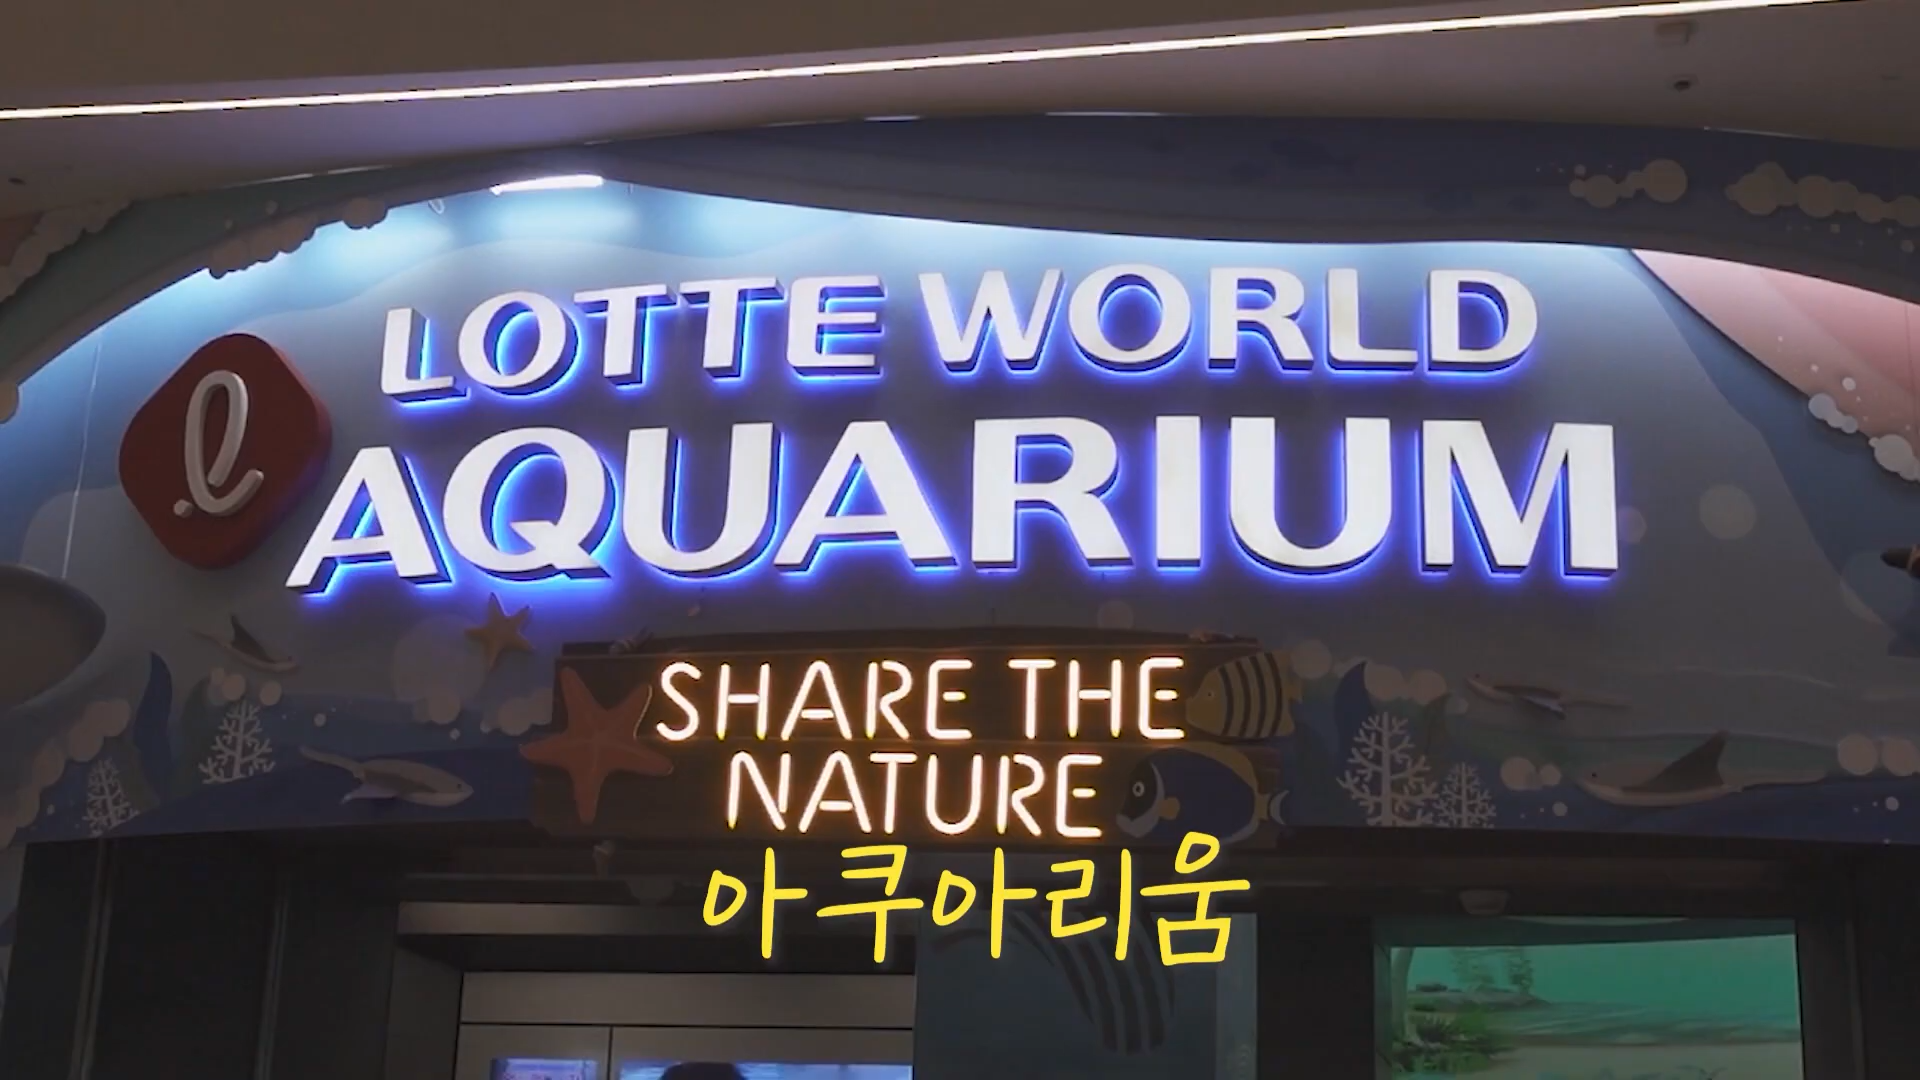 LOTTE WORLD
AQUARIUM
SHARE THE
NATURE
아쿠아리움